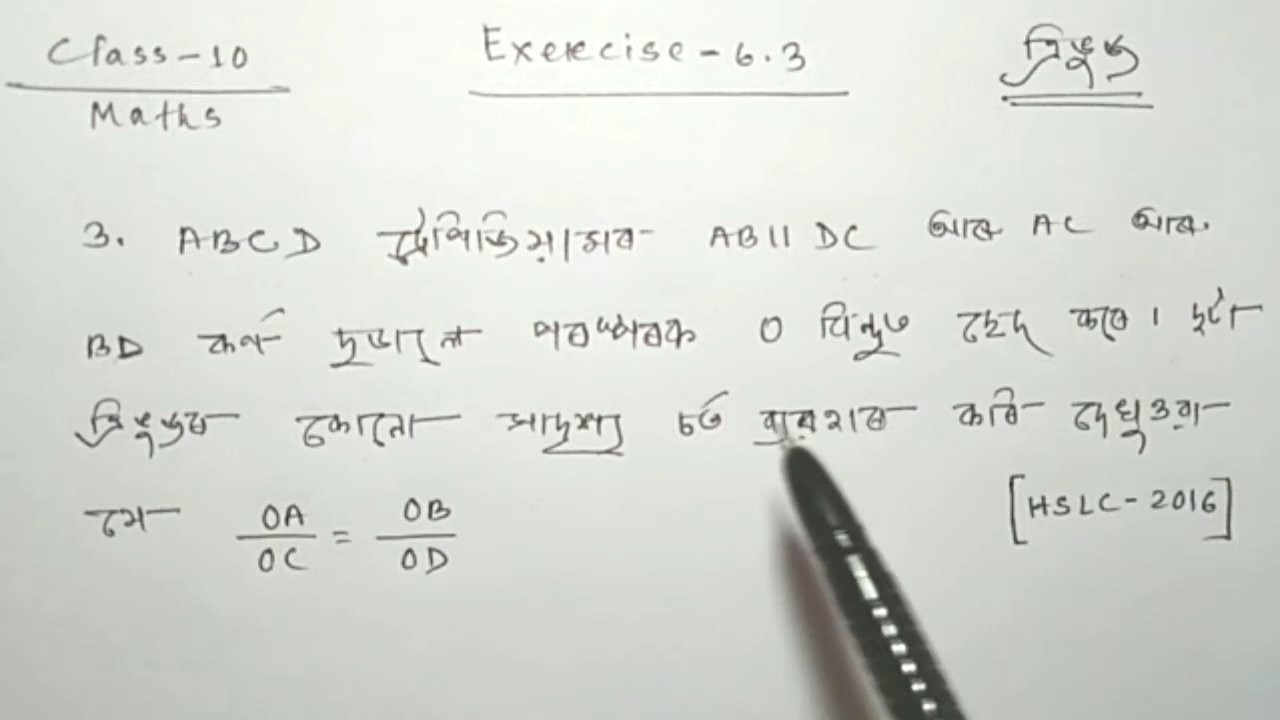 Class-10 Exercise-6.3 ত্ৰিভুজ
Maths
3. ABCD ট্ৰেপিজিয়ামৰ AB॥DC আৰু AC আৰু
BD কৰ্ণ দুডালে পৰস্পৰক O বিন্দুত ছেদ কৰে। দুটা
ত্ৰিভুজৰ কোনো সাদৃশ্য চৰ্ত ব্যৱহাৰ কৰি দেখুওৱা
যে OA/OC = OB/OD [HSLC-2016]